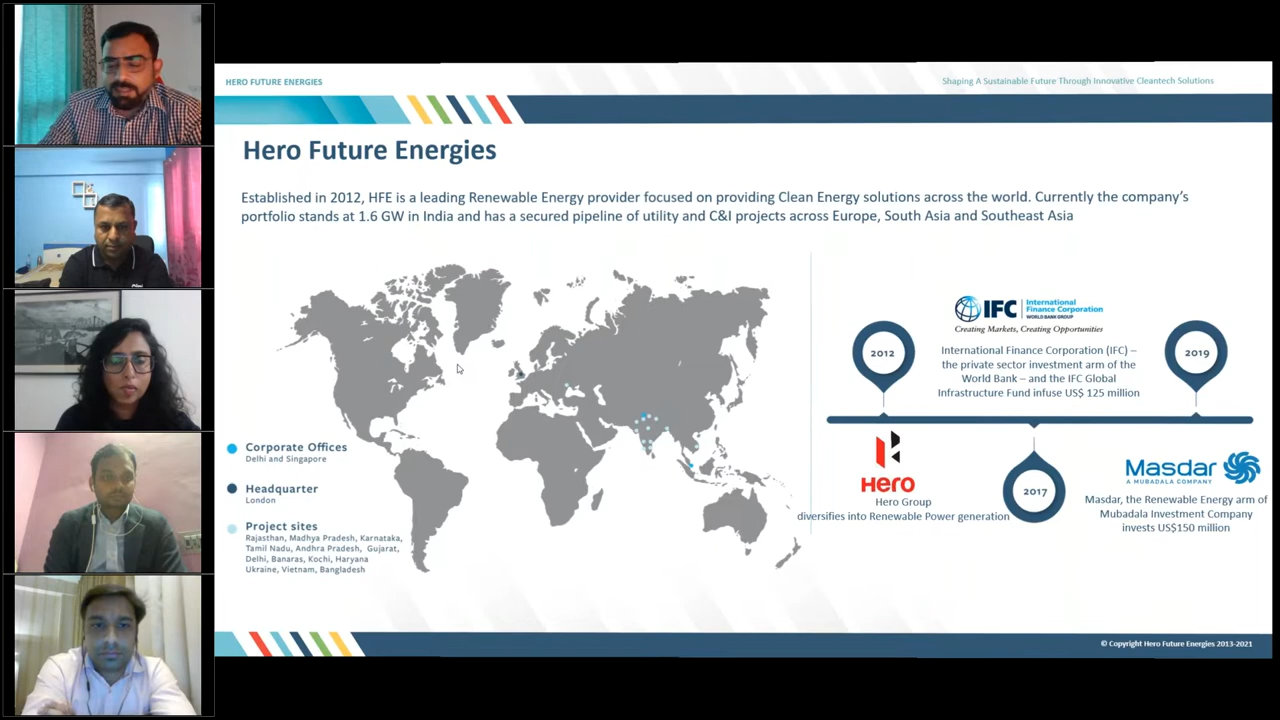 HERO FUTURE ENERGIES
Shaping A Sustainable Future Through Innovative Cleantech Solutions
Hero Future Energies
Established in 2012, HFE is a leading Renewable Energy provider focused on providing Clean Energy solutions across the world. Currently the company's
portfolio stands at 1.6 GW in India and has a secured pipeline of utility and C&I projects across Europe, South Asia and Southeast Asia
Corporate Offices
Delhi and Singapore
Headquarter
London
Project sites
Rajasthan, Madhya Pradesh, Karnataka,
Tamil Nadu, Andhra Pradesh, Gujarat,
Delhi, Banaras, Kochi, Haryana
Ukraine, Vietnam, Bangladesh
2012
IFC
International
Finance Corporation
WORLD BANK GROUP
Creating Markets, Creating Opportunities
International Finance Corporation (IFC) –
the private sector investment arm of the
World Bank – and the IFC Global
Infrastructure Fund infuse US$ 125 million
2019
Hero
Hero Group
diversifies into Renewable Power generation
2017
Masdar
A MUBADALA COMPANY
Masdar, the Renewable Energy arm of
Mubadala Investment Company
invests US$150 million
© Copyright Hero Future Energies 2013-2021